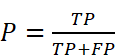 P = TP / (TP + FP)